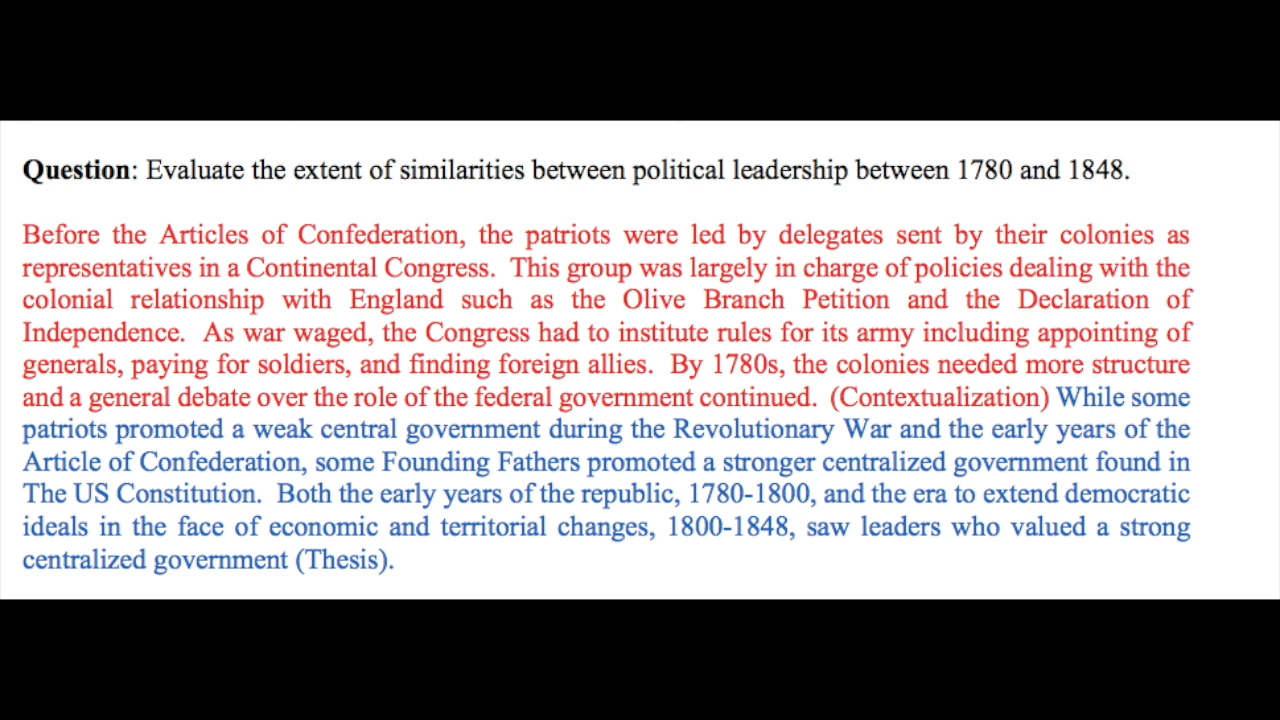 Question: Evaluate the extent of similarities between political leadership between 1780 and 1848.
Before the Articles of Confederation, the patriots were led by delegates sent by their colonies as
representatives in a Continental Congress. This group was largely in charge of policies dealing with the
colonial relationship with England such as the Olive Branch Petition and the Declaration of
Independence. As war waged, the Congress had to institute rules for its army including appointing of
generals, paying for soldiers, and finding foreign allies. By 1780s, the colonies needed more structure
and a general debate over the role of the federal government continued. (Contextualization) While some
patriots promoted a weak central government during the Revolutionary War and the early years of the
Article of Confederation, some Founding Fathers promoted a stronger centralized government found in
The US Constitution. Both the early years of the republic, 1780-1800, and the era to extend democratic
ideals in the face of economic and territorial changes, 1800-1848, saw leaders who valued a strong
centralized government (Thesis).